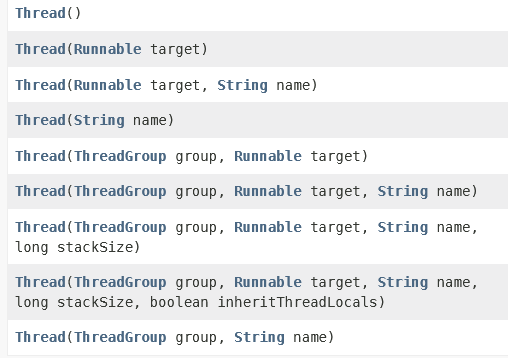 Thread()
Thread(Runnable target)
Thread(Runnable target, String name)
Thread(String name)
Thread(ThreadGroup group, Runnable target)
Thread(ThreadGroup group, Runnable target, String name)
Thread(ThreadGroup group, Runnable target, String name,
long stackSize)
Thread(ThreadGroup group, Runnable target, String name,
long stackSize, boolean inheritThreadLocals)
Thread(ThreadGroup group, String name)